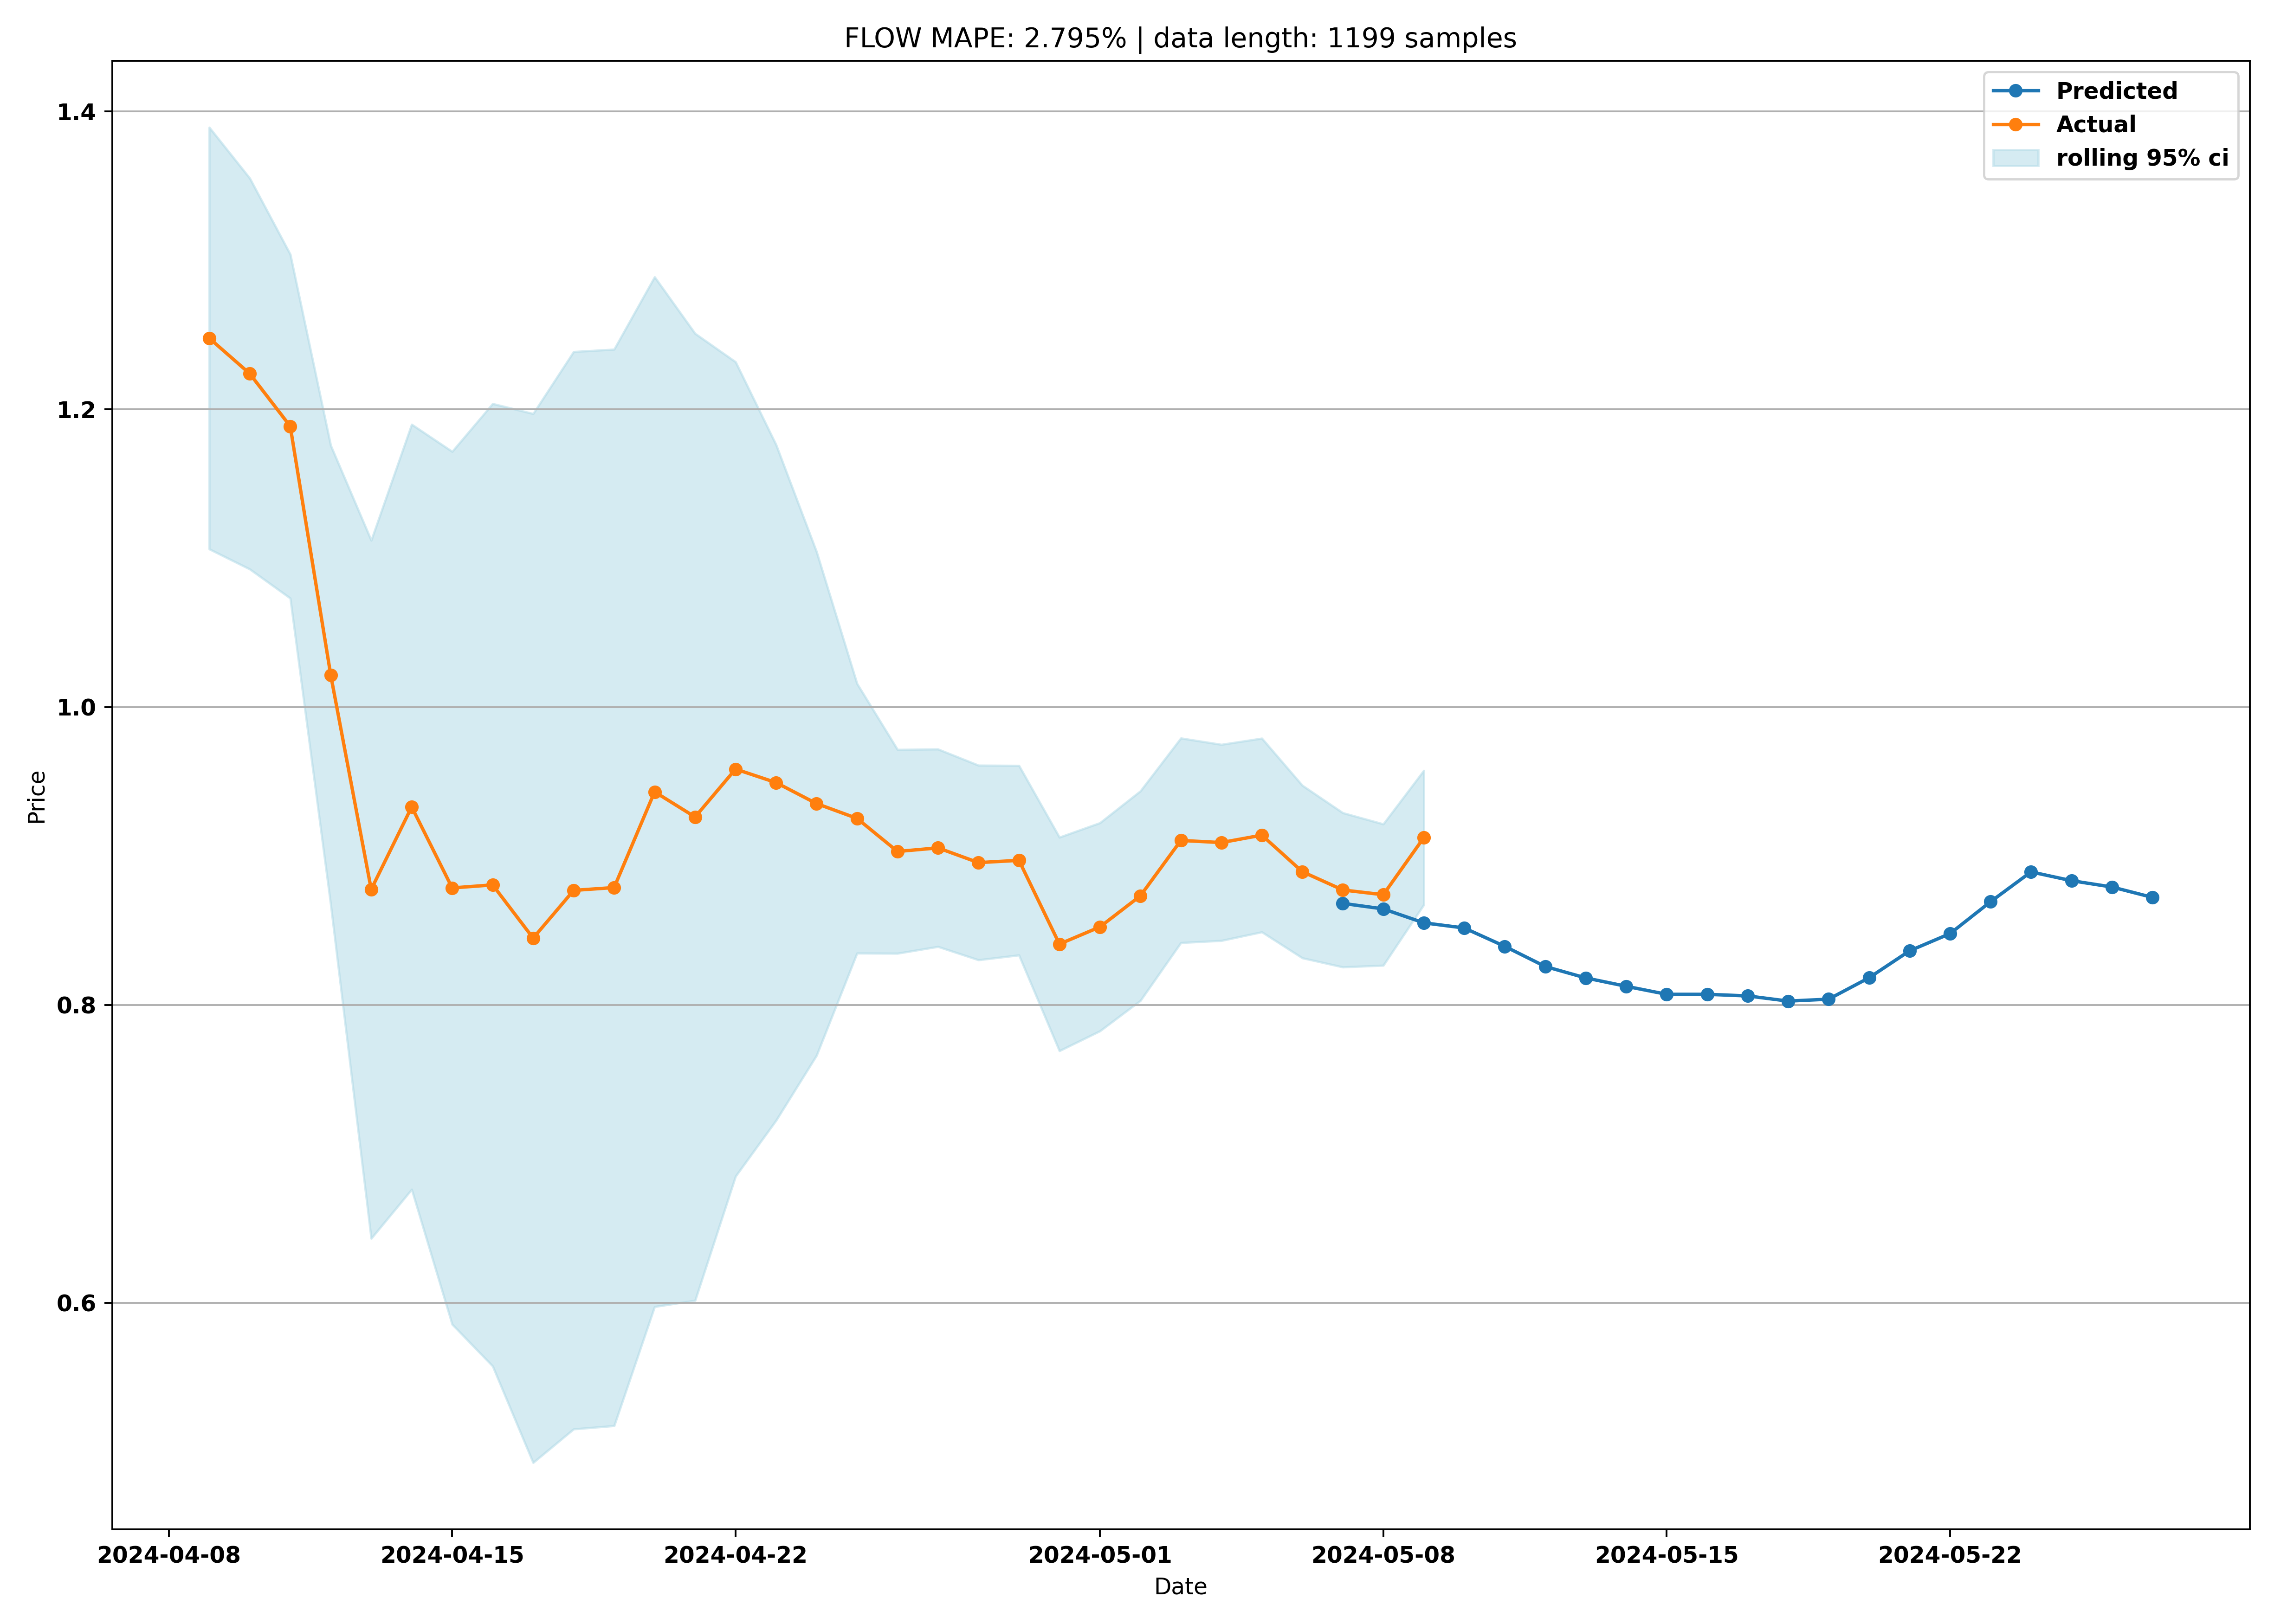 FLOW MAPE: 2.795% | data length: 1199 samples
Predicted
Actual
rolling 95% ci
1.4
1.2
1.0
0.8
0.6
Price
2024-04-08
2024-04-15
2024-04-22
2024-05-01
2024-05-08
2024-05-15
2024-05-22
Date